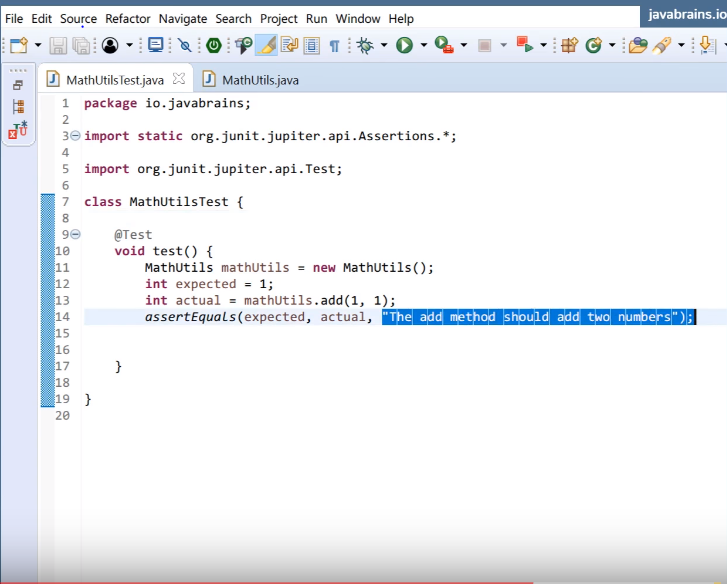 File Edit Source Refactor Navigate Search Project Run Window Help
javabrains.io
MathUtilsTest.java
MathUtils.java
1 package io.javabrains;
2
3 import static org.junit.jupiter.api.Assertions.*;
4
5 import org.junit.jupiter.api.Test;
6
7 class MathUtilsTest {
8
9 @Test
10 void test() {
11 MathUtils mathUtils = new MathUtils();
12 int expected = 1;
13 int actual = mathUtils.add(1, 1);
14 assertEquals(expected, actual, "The add method should add two numbers");
15
16
17 }
18
19 }
20